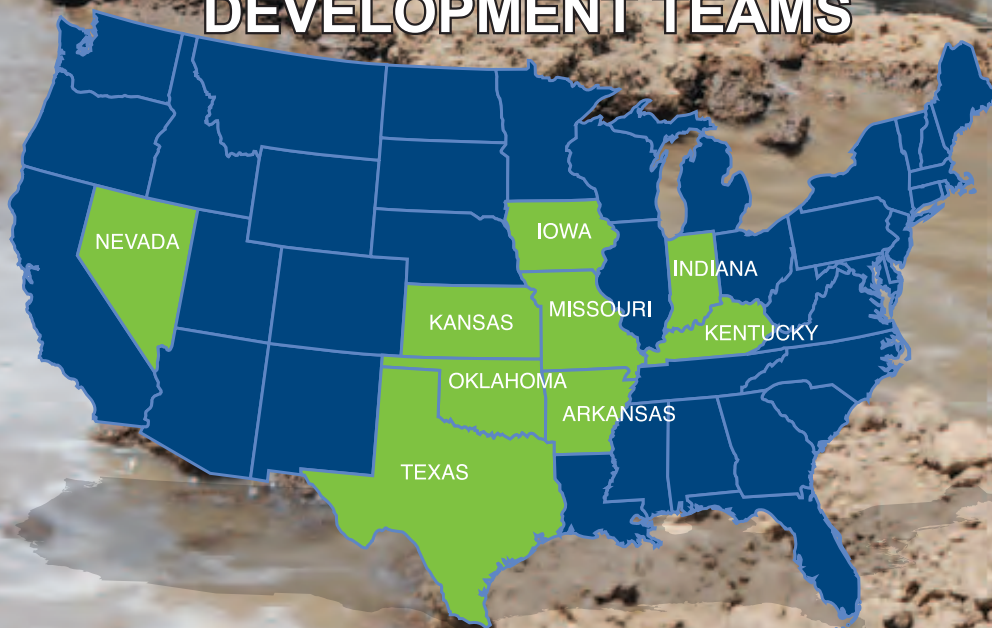 DEVELOPMENT TEAMS
NEVADA
IOWA
INDIANA
MISSOURI
KANSAS
KENTUCKY
OKLAHOMA
ARKANSAS
TEXAS